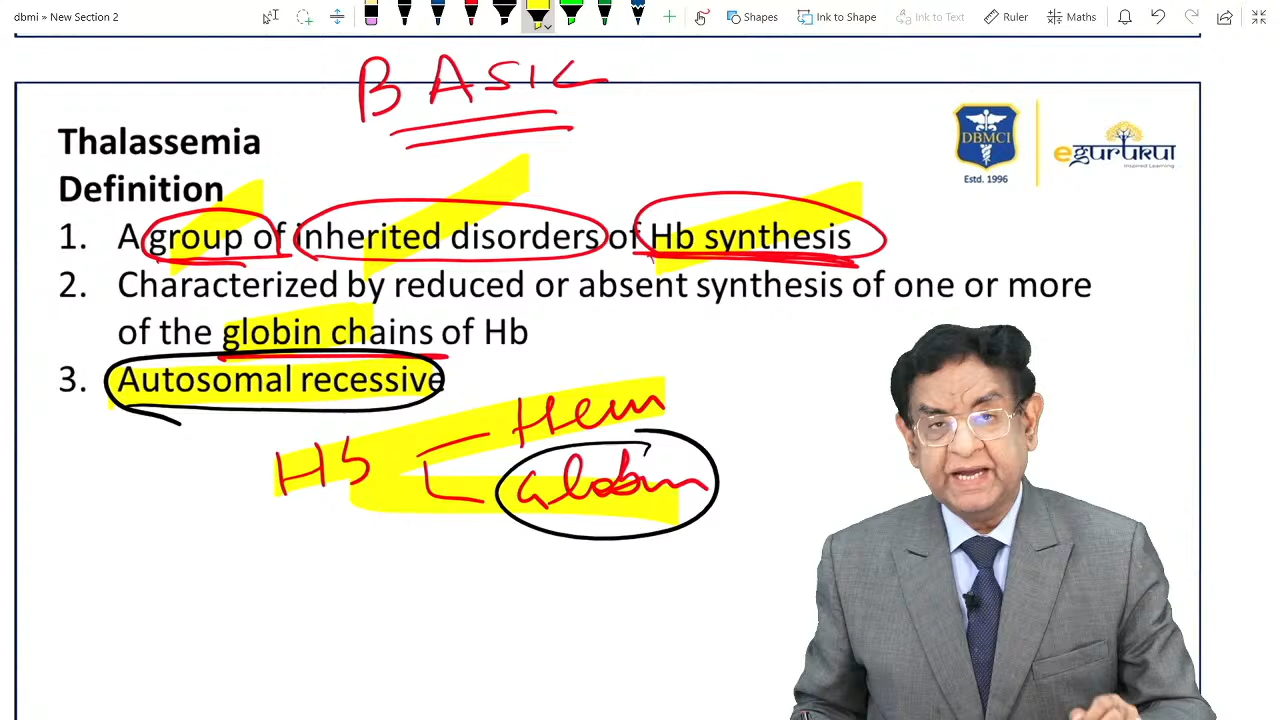 dbmi » New Section 2
Shapes Ink to Shape Ink to Text Ruler Maths
BASIC
Thalassemia
Definition
1. A group of inherited disorders of Hb synthesis
2. Characterized by reduced or absent synthesis of one or more
of the globin chains of Hb
3. Autosomal recessive
Hb
Hem
Globin
DBMCI
Estd. 1996
egurukul
Inspired Learning